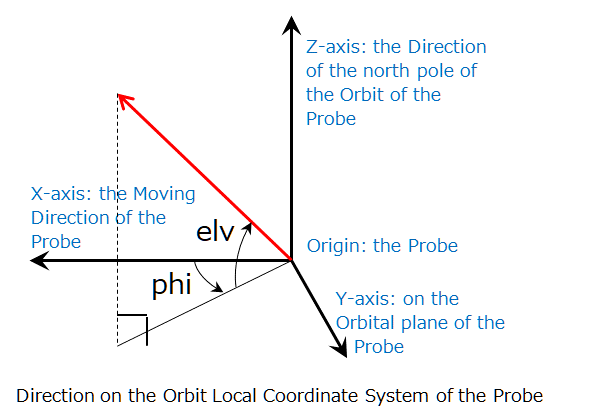 Z-axis: the Direction
of the north pole of
the Orbit of the
Probe
X-axis: the Moving
Direction of the
Probe
elv
Origin: the Probe
phi
Y-axis: on the
Orbital plane of the
Probe
Direction on the Orbit Local Coordinate System of the Probe